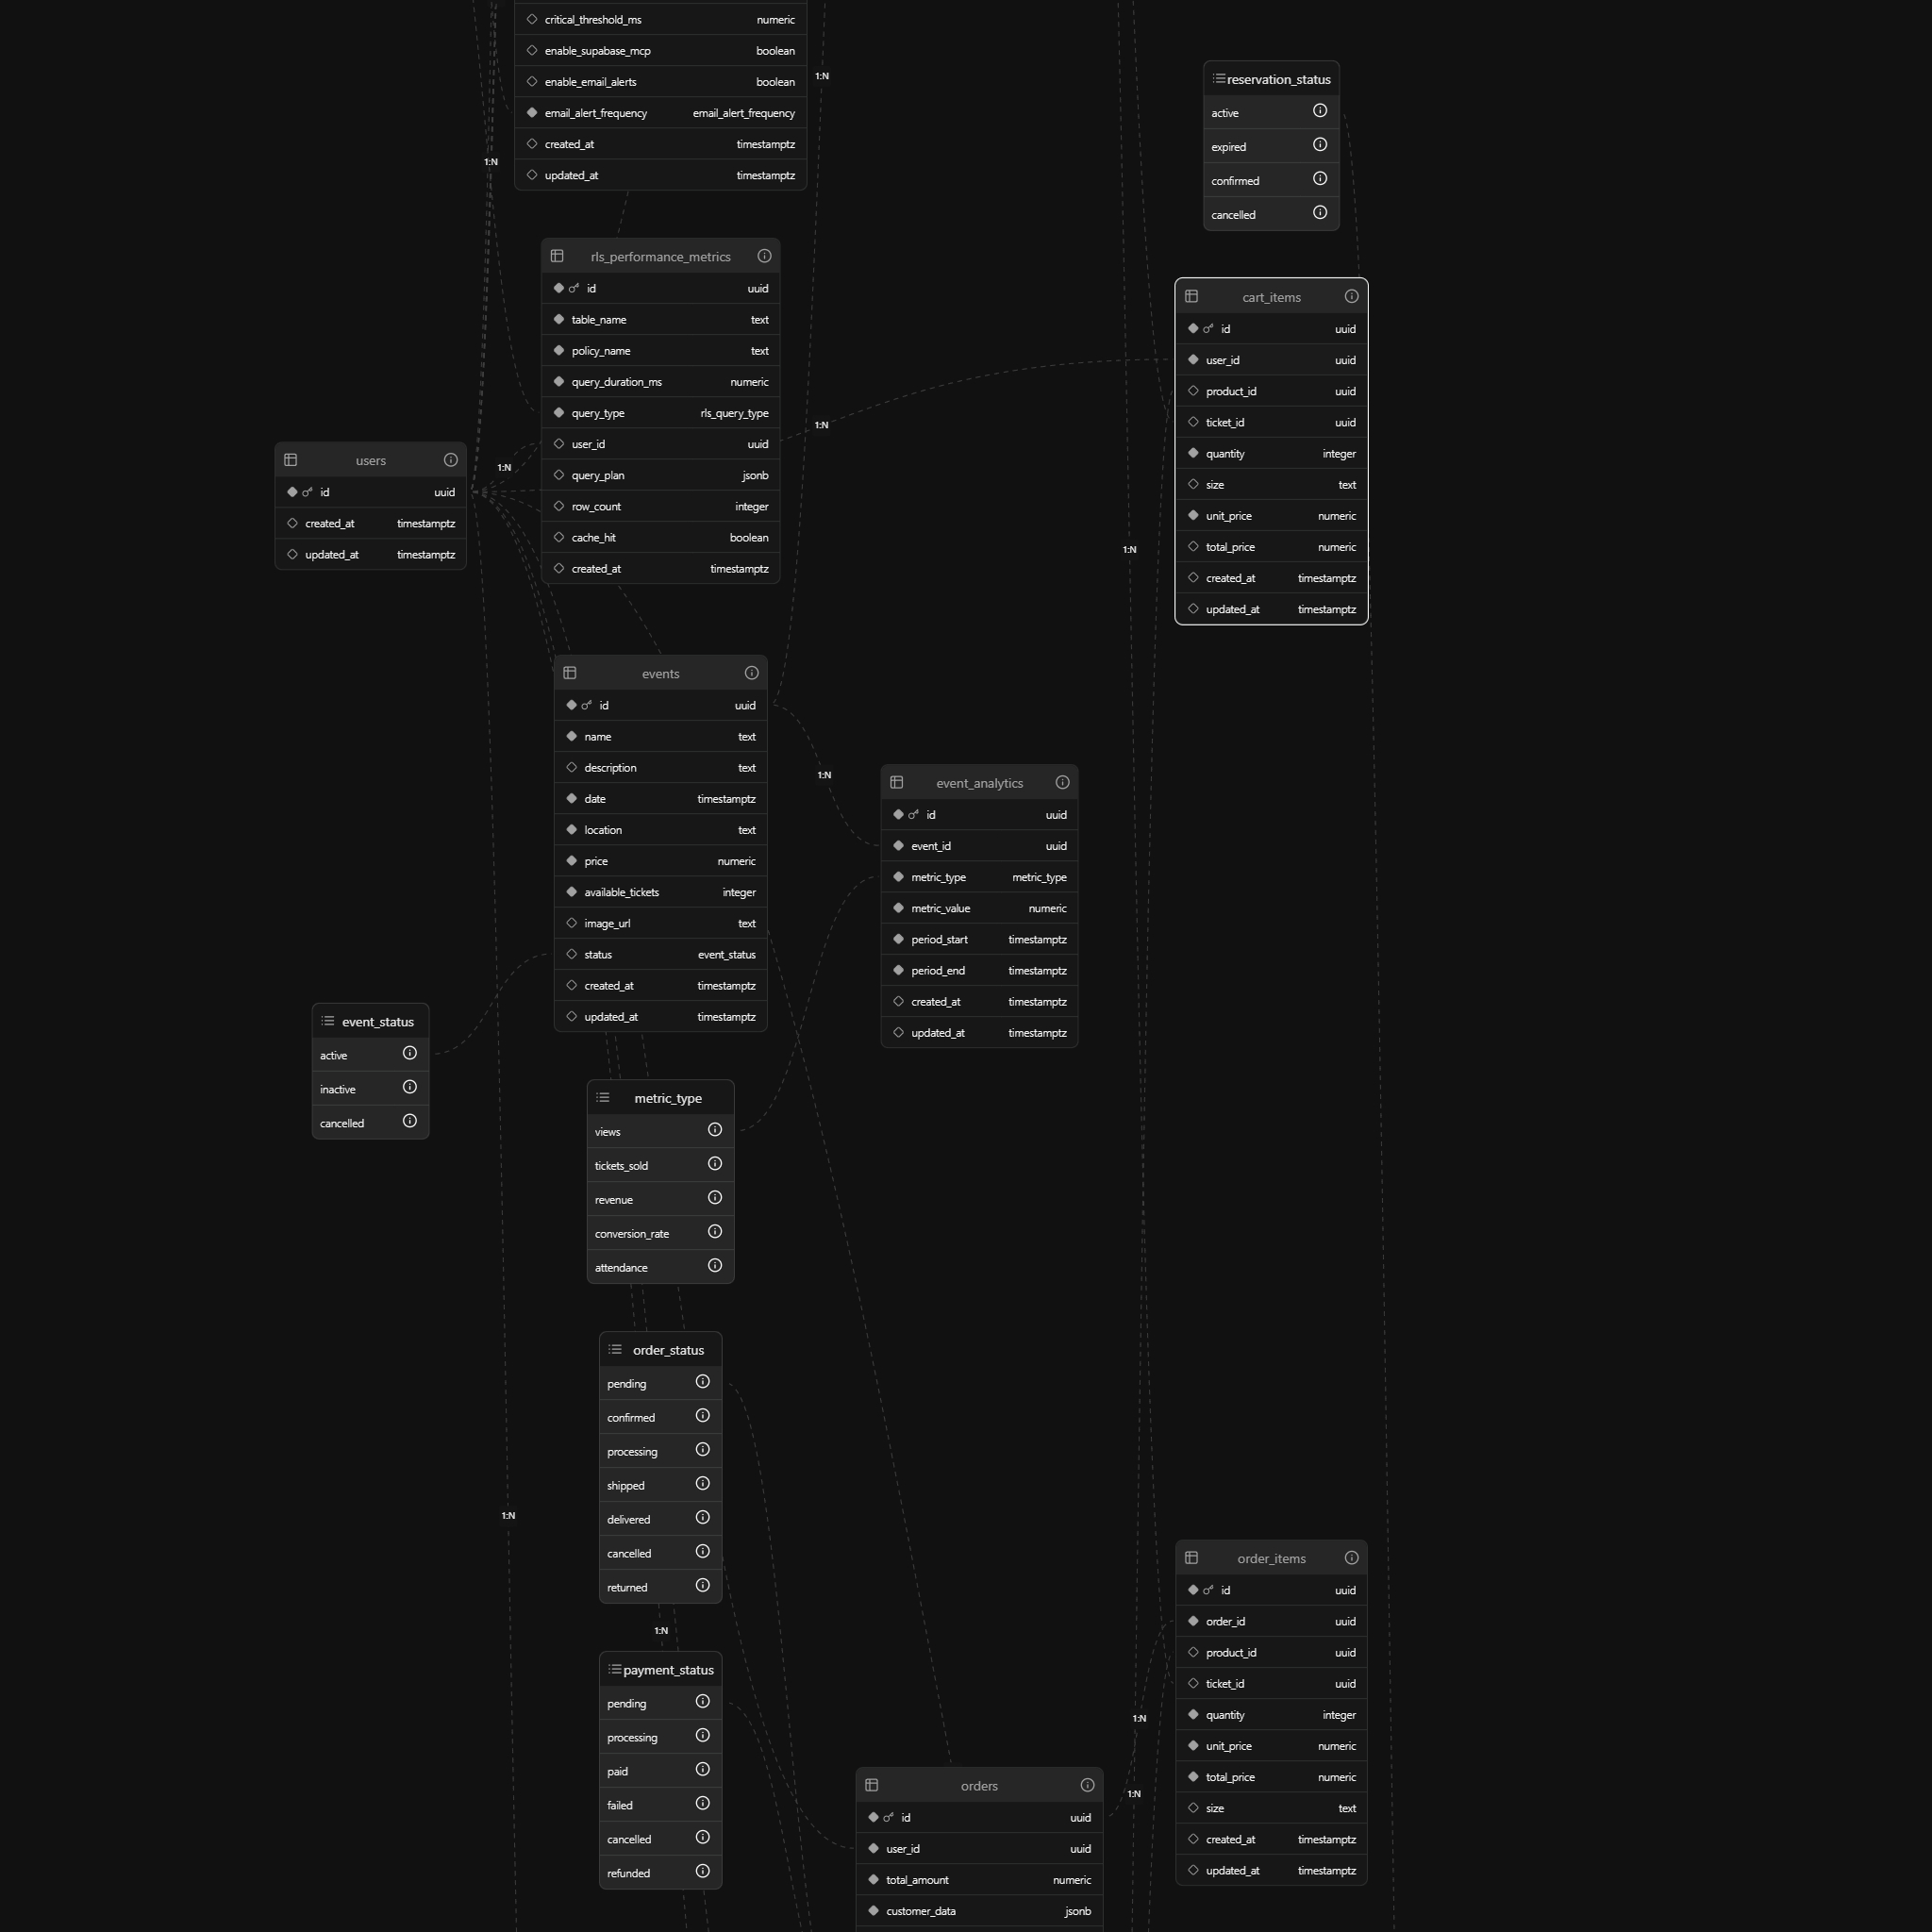 critical_threshold_ms numeric
enable_supabase_mcp boolean
enable_email_alerts boolean
email_alert_frequency email_alert_frequency
created_at timestamptz
updated_at timestamptz
1:N
1:N
reservation_status
active
expired
confirmed
cancelled
rls_performance_metrics
id uuid
table_name text
policy_name text
query_duration_ms numeric
query_type rls_query_type
user_id uuid
query_plan jsonb
row_count integer
cache_hit boolean
created_at timestamptz
cart_items
id uuid
user_id uuid
product_id uuid
ticket_id uuid
quantity integer
size text
unit_price numeric
total_price numeric
created_at timestamptz
updated_at timestamptz
1:N
1:N
1:N
users
id uuid
created_at timestamptz
updated_at timestamptz
events
id uuid
name text
description text
date timestamptz
location text
price numeric
available_tickets integer
image_url text
status event_status
created_at timestamptz
updated_at timestamptz
1:N
event_analytics
id uuid
event_id uuid
metric_type metric_type
metric_value numeric
period_start timestamptz
period_end timestamptz
created_at timestamptz
updated_at timestamptz
event_status
active
inactive
cancelled
metric_type
views
tickets_sold
revenue
conversion_rate
attendance
order_status
pending
confirmed
processing
shipped
delivered
cancelled
returned
1:N
1:N
payment_status
pending
processing
paid
failed
cancelled
refunded
order_items
id uuid
order_id uuid
product_id uuid
ticket_id uuid
quantity integer
unit_price numeric
total_price numeric
size text
created_at timestamptz
updated_at timestamptz
1:N
1:N
orders
id uuid
user_id uuid
total_amount numeric
customer_data jsonb